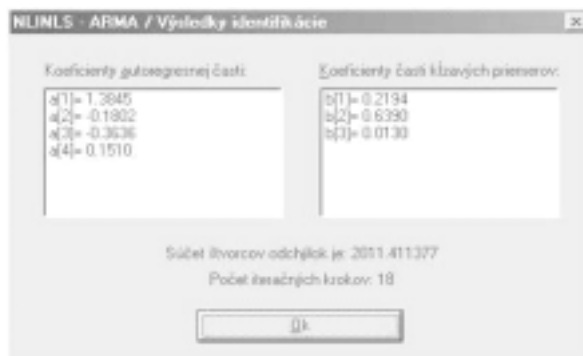 NLINLS - ARMA / Výsledky identifikácie
Koeficienty autoregresnej časti:
a[1]= 1.3845
a[2]= -0.1802
a[3]= -0.3636
a[4]= 0.1510
Koeficienty časti kĺzavých priemerov:
b[1]= 0.2194
b[2]= 0.6390
b[3]= 0.0130
Súčet štvorcov odchýlok je: 2011.411377
Počet iteračných krokov: 18
Ok